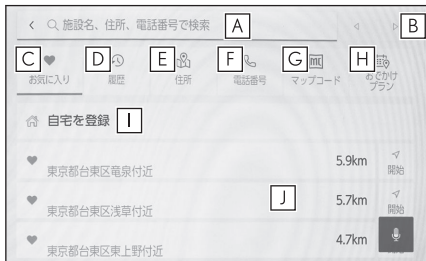 施設名、住所、電話番号で検索 A B
C D E F G H
お気に入り 履歴 住所 電話番号 マップコード おでかけプラン
自宅を登録 I
5.9km
東京都台東区竜泉付近 開始
J 5.7km
東京都台東区浅草付近 開始
4.7km
東京都台東区東上野付近